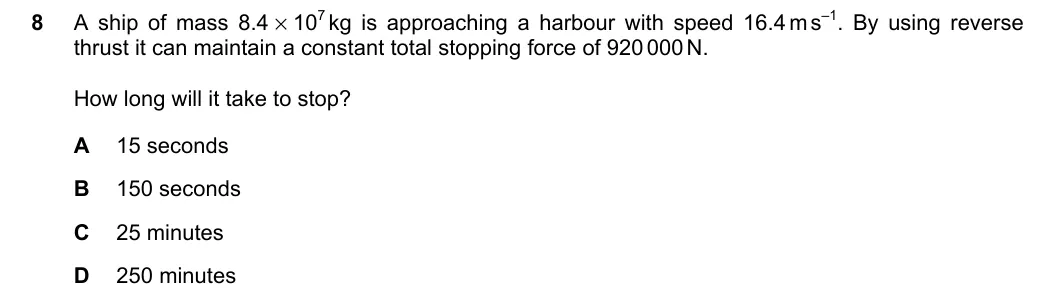 8 A ship of mass 8.4 × 10⁷ kg is approaching a harbour with speed 16.4 m s⁻¹. By using reverse
thrust it can maintain a constant total stopping force of 920 000 N.
How long will it take to stop?
A 15 seconds
B 150 seconds
C 25 minutes
D 250 minutes